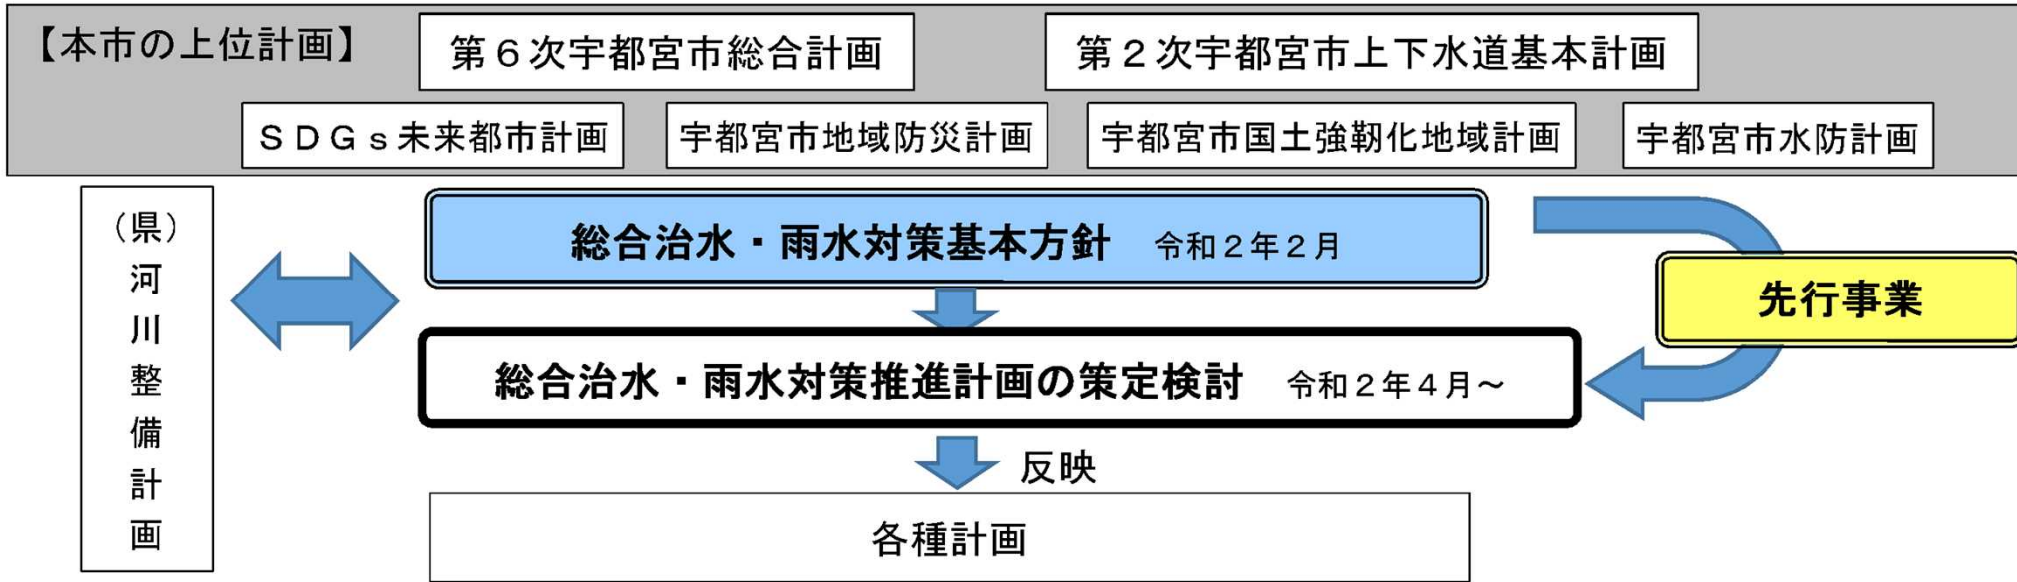 【本市の上位計画】
第６次宇都宮市総合計画
第２次宇都宮市上下水道基本計画
ＳＤＧｓ未来都市計画
宇都宮市地域防災計画
宇都宮市国土強靭化地域計画
宇都宮市水防計画
（県）河川整備計画
総合治水・雨水対策基本方針　令和２年２月
先行事業
総合治水・雨水対策推進計画の策定検討　令和２年４月～
反映
各種計画